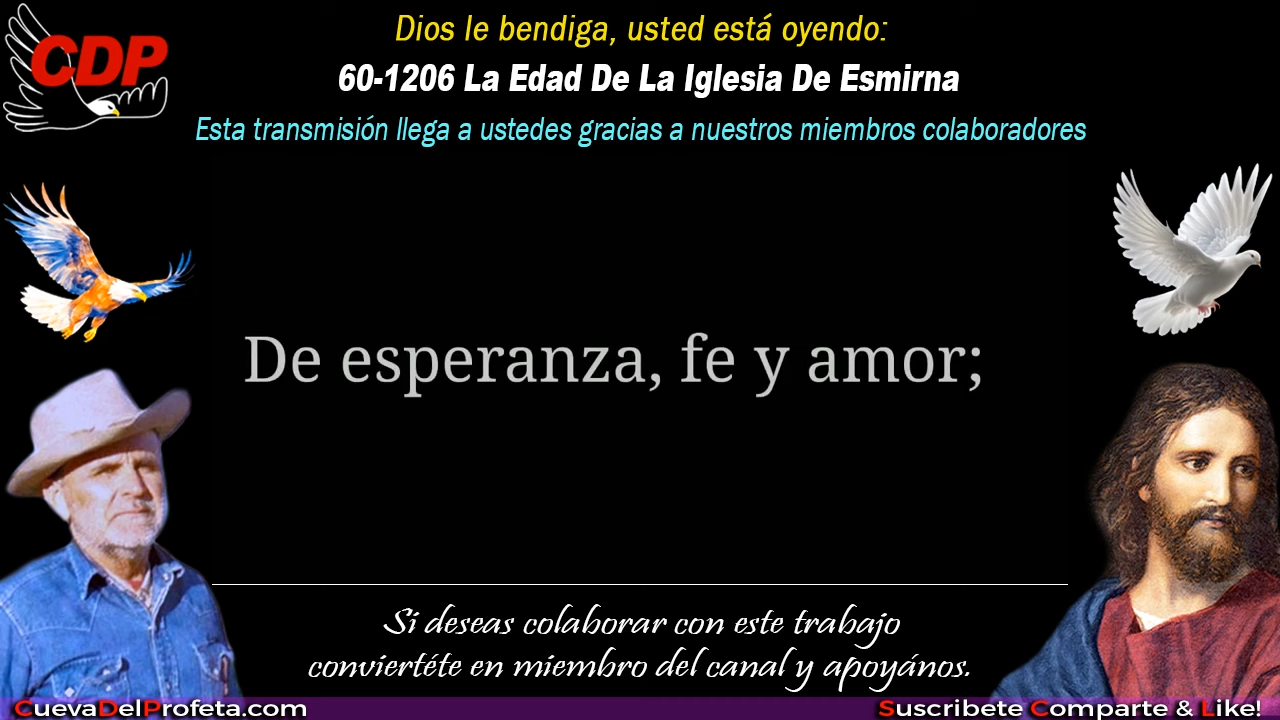 CDP
Dios le bendiga, usted está oyendo:
60-1206 La Edad De La Iglesia De Esmirna
Esta transmisión llega a ustedes gracias a nuestros miembros colaboradores
De esperanza, fe y amor;
Si deseas colaborar con este trabajo
conviertéte en miembro del canal y apoyános.
CuevaDelProfeta.com
Suscribete Comparte & Like!